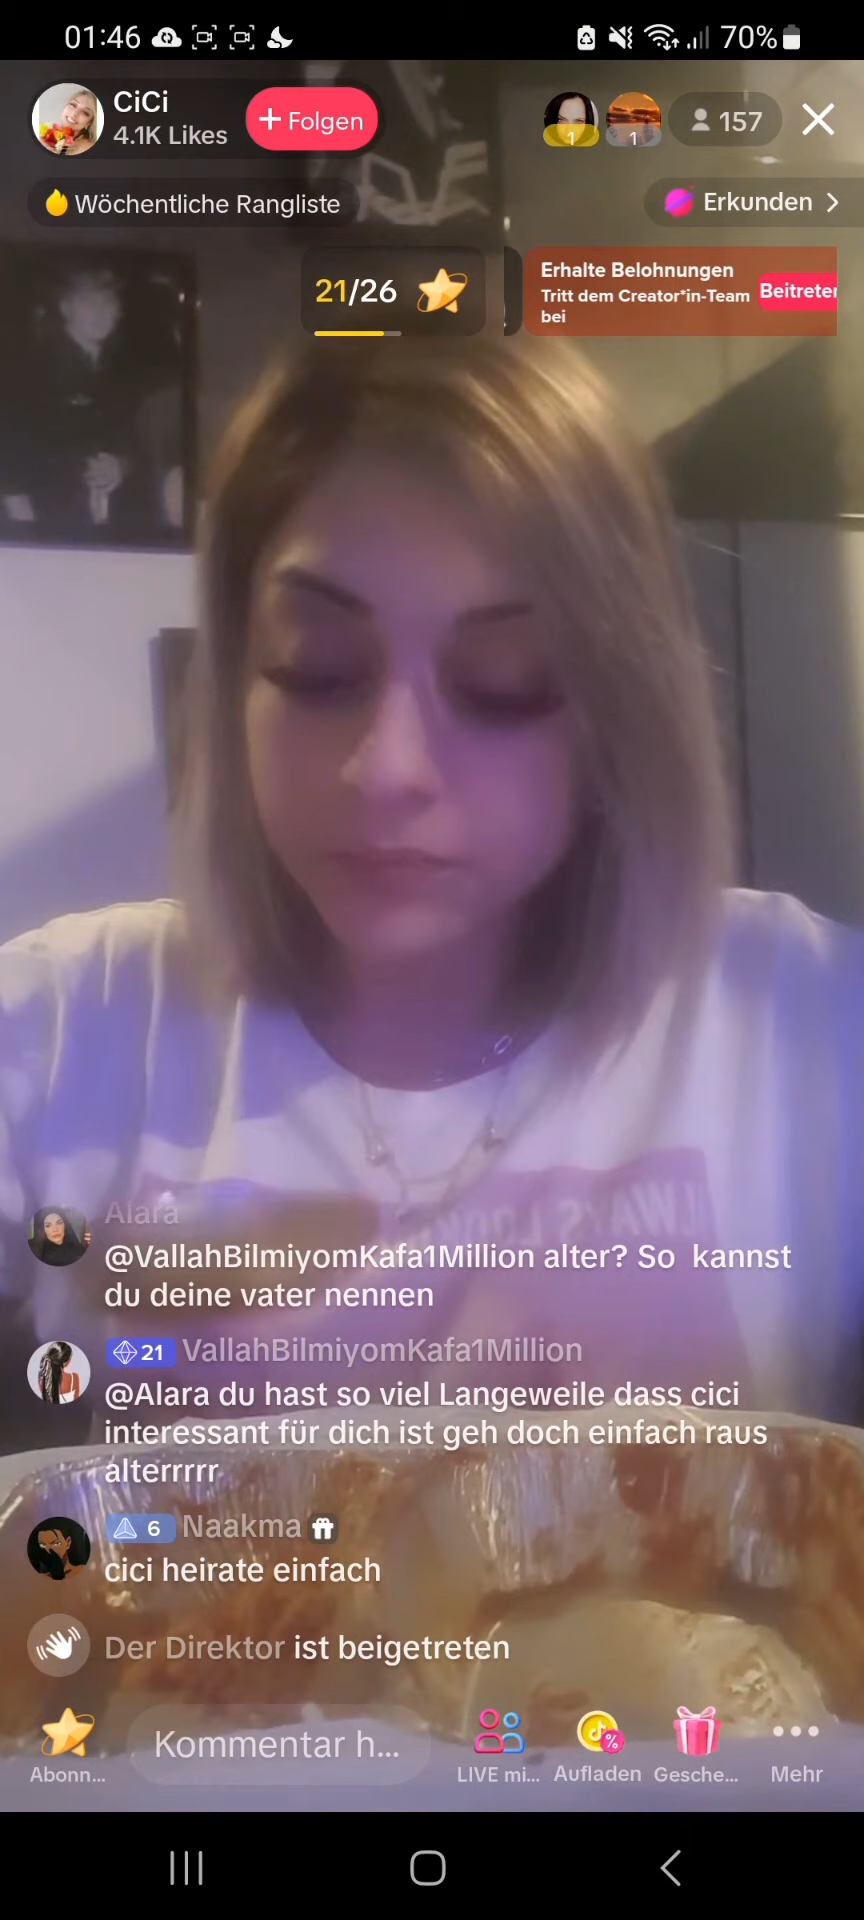 01:46
70%
CiCi
4.1K Likes
+ Folgen
1
1
157
Wöchentliche Rangliste
Erkunden >
21/26
Erhalte Belohnungen
Tritt dem Creator*in-Team
bei
Beitreten
Alara
@VallahBilmiyomKafa1Million alter? So kannst
du deine vater nennen
21 VallahBilmiyomKafa1Million
@Alara du hast so viel Langeweile dass cici
interessant für dich ist geh doch einfach raus
alterrrrr
6 Naakma
cici heirate einfach
Der Direktor ist beigetreten
Kommentar h...
Abonn...
LIVE mi...
Aufladen
Gesche...
Mehr